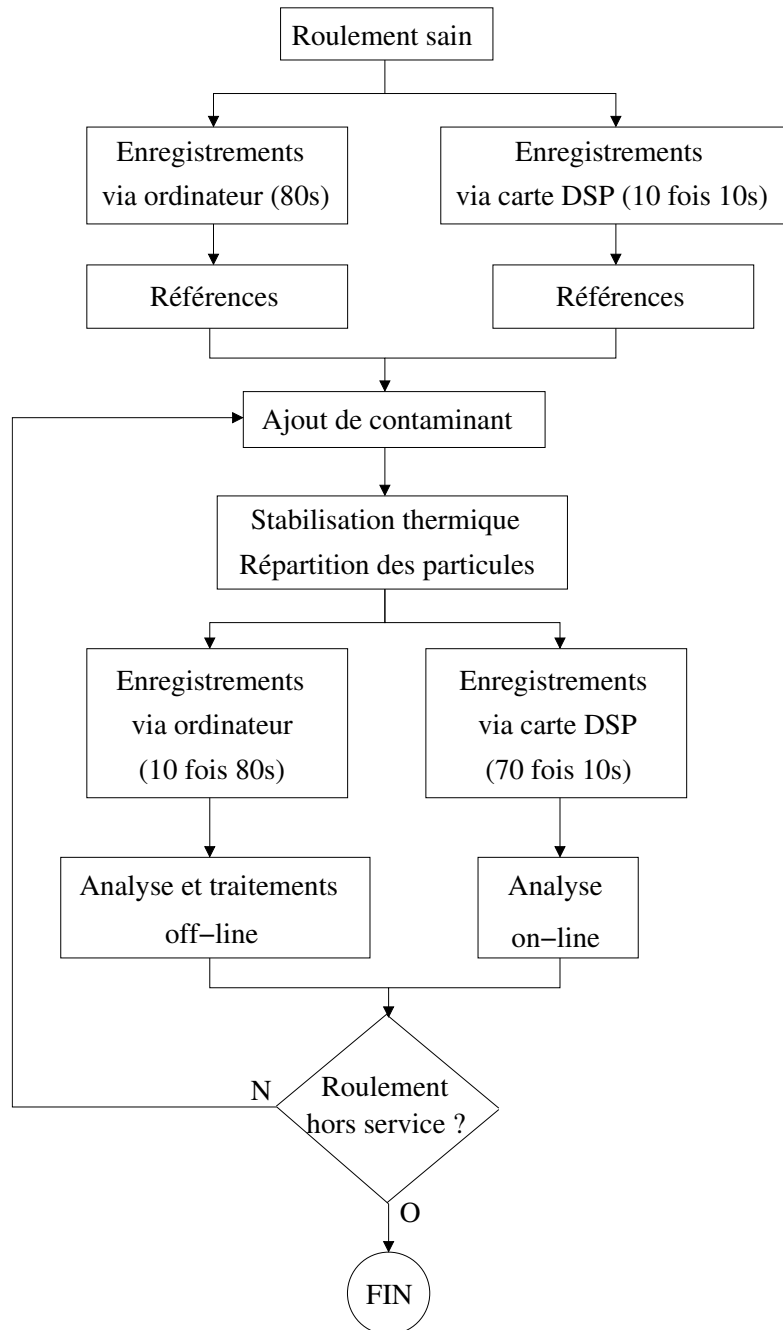 Roulement sain
Enregistrements
via ordinateur (80s)
Enregistrements
via carte DSP (10 fois 10s)
Références
Références
Ajout de contaminant
Stabilisation thermique
Répartition des particules
Enregistrements
via ordinateur
(10 fois 80s)
Enregistrements
via carte DSP
(70 fois 10s)
Analyse et traitements
off−line
Analyse
on−line
N
Roulement
hors service ?
O
FIN